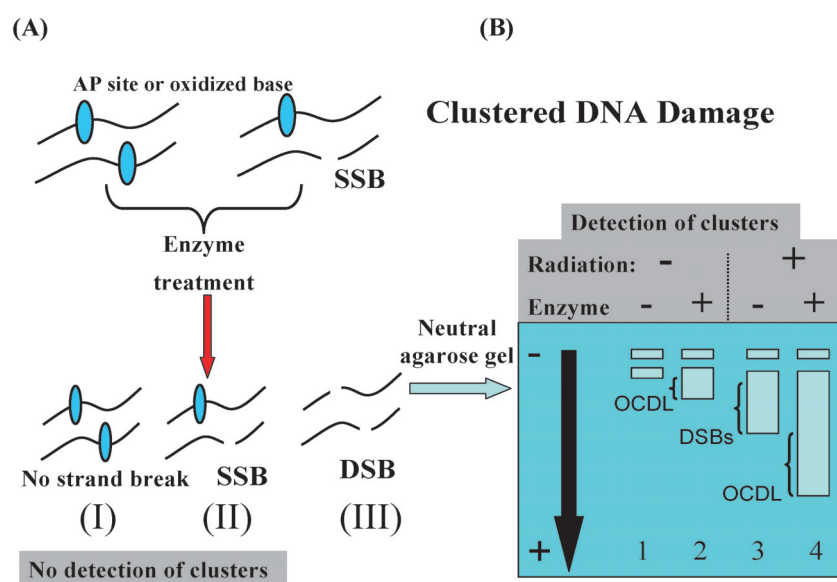 (A)
AP site or oxidized base
SSB
Enzyme
treatment
No strand break
SSB
DSB
(I)
(II)
(III)
No detection of clusters
(B)
Clustered DNA Damage
Detection of clusters
Radiation: - +
Enzyme - + - +
Neutral
agarose gel
-
OCDL
DSBs
OCDL
+ 1 2 3 4